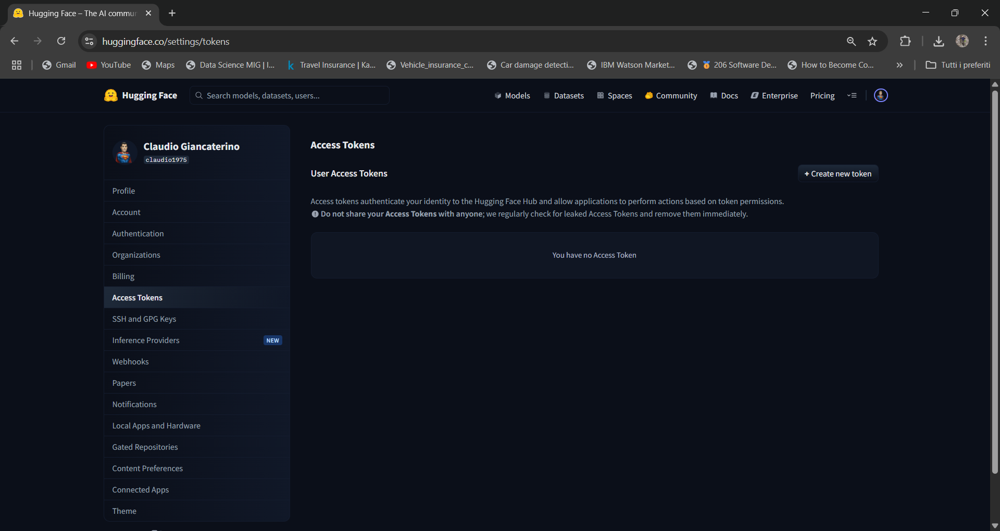 Hugging Face – The AI commun
huggingface.co/settings/tokens
Gmail
YouTube
Maps
Data Science MIG | I...
Travel Insurance | Ka...
Vehicle_insurance_c...
Car damage detecti...
IBM Watson Market...
206 Software De...
How to Become Co...
Tutti i preferiti
Hugging Face
Search models, datasets, users...
Models
Datasets
Spaces
Community
Docs
Enterprise
Pricing
Claudio Giancaterino
claudio1975
Profile
Account
Authentication
Organizations
Billing
Access Tokens
SSH and GPG Keys
Inference Providers NEW
Webhooks
Papers
Notifications
Local Apps and Hardware
Gated Repositories
Content Preferences
Connected Apps
Theme
Access Tokens
User Access Tokens
+ Create new token
Access tokens authenticate your identity to the Hugging Face Hub and allow applications to perform actions based on token permissions.
Do not share your Access Tokens with anyone; we regularly check for leaked Access Tokens and remove them immediately.
You have no Access Token